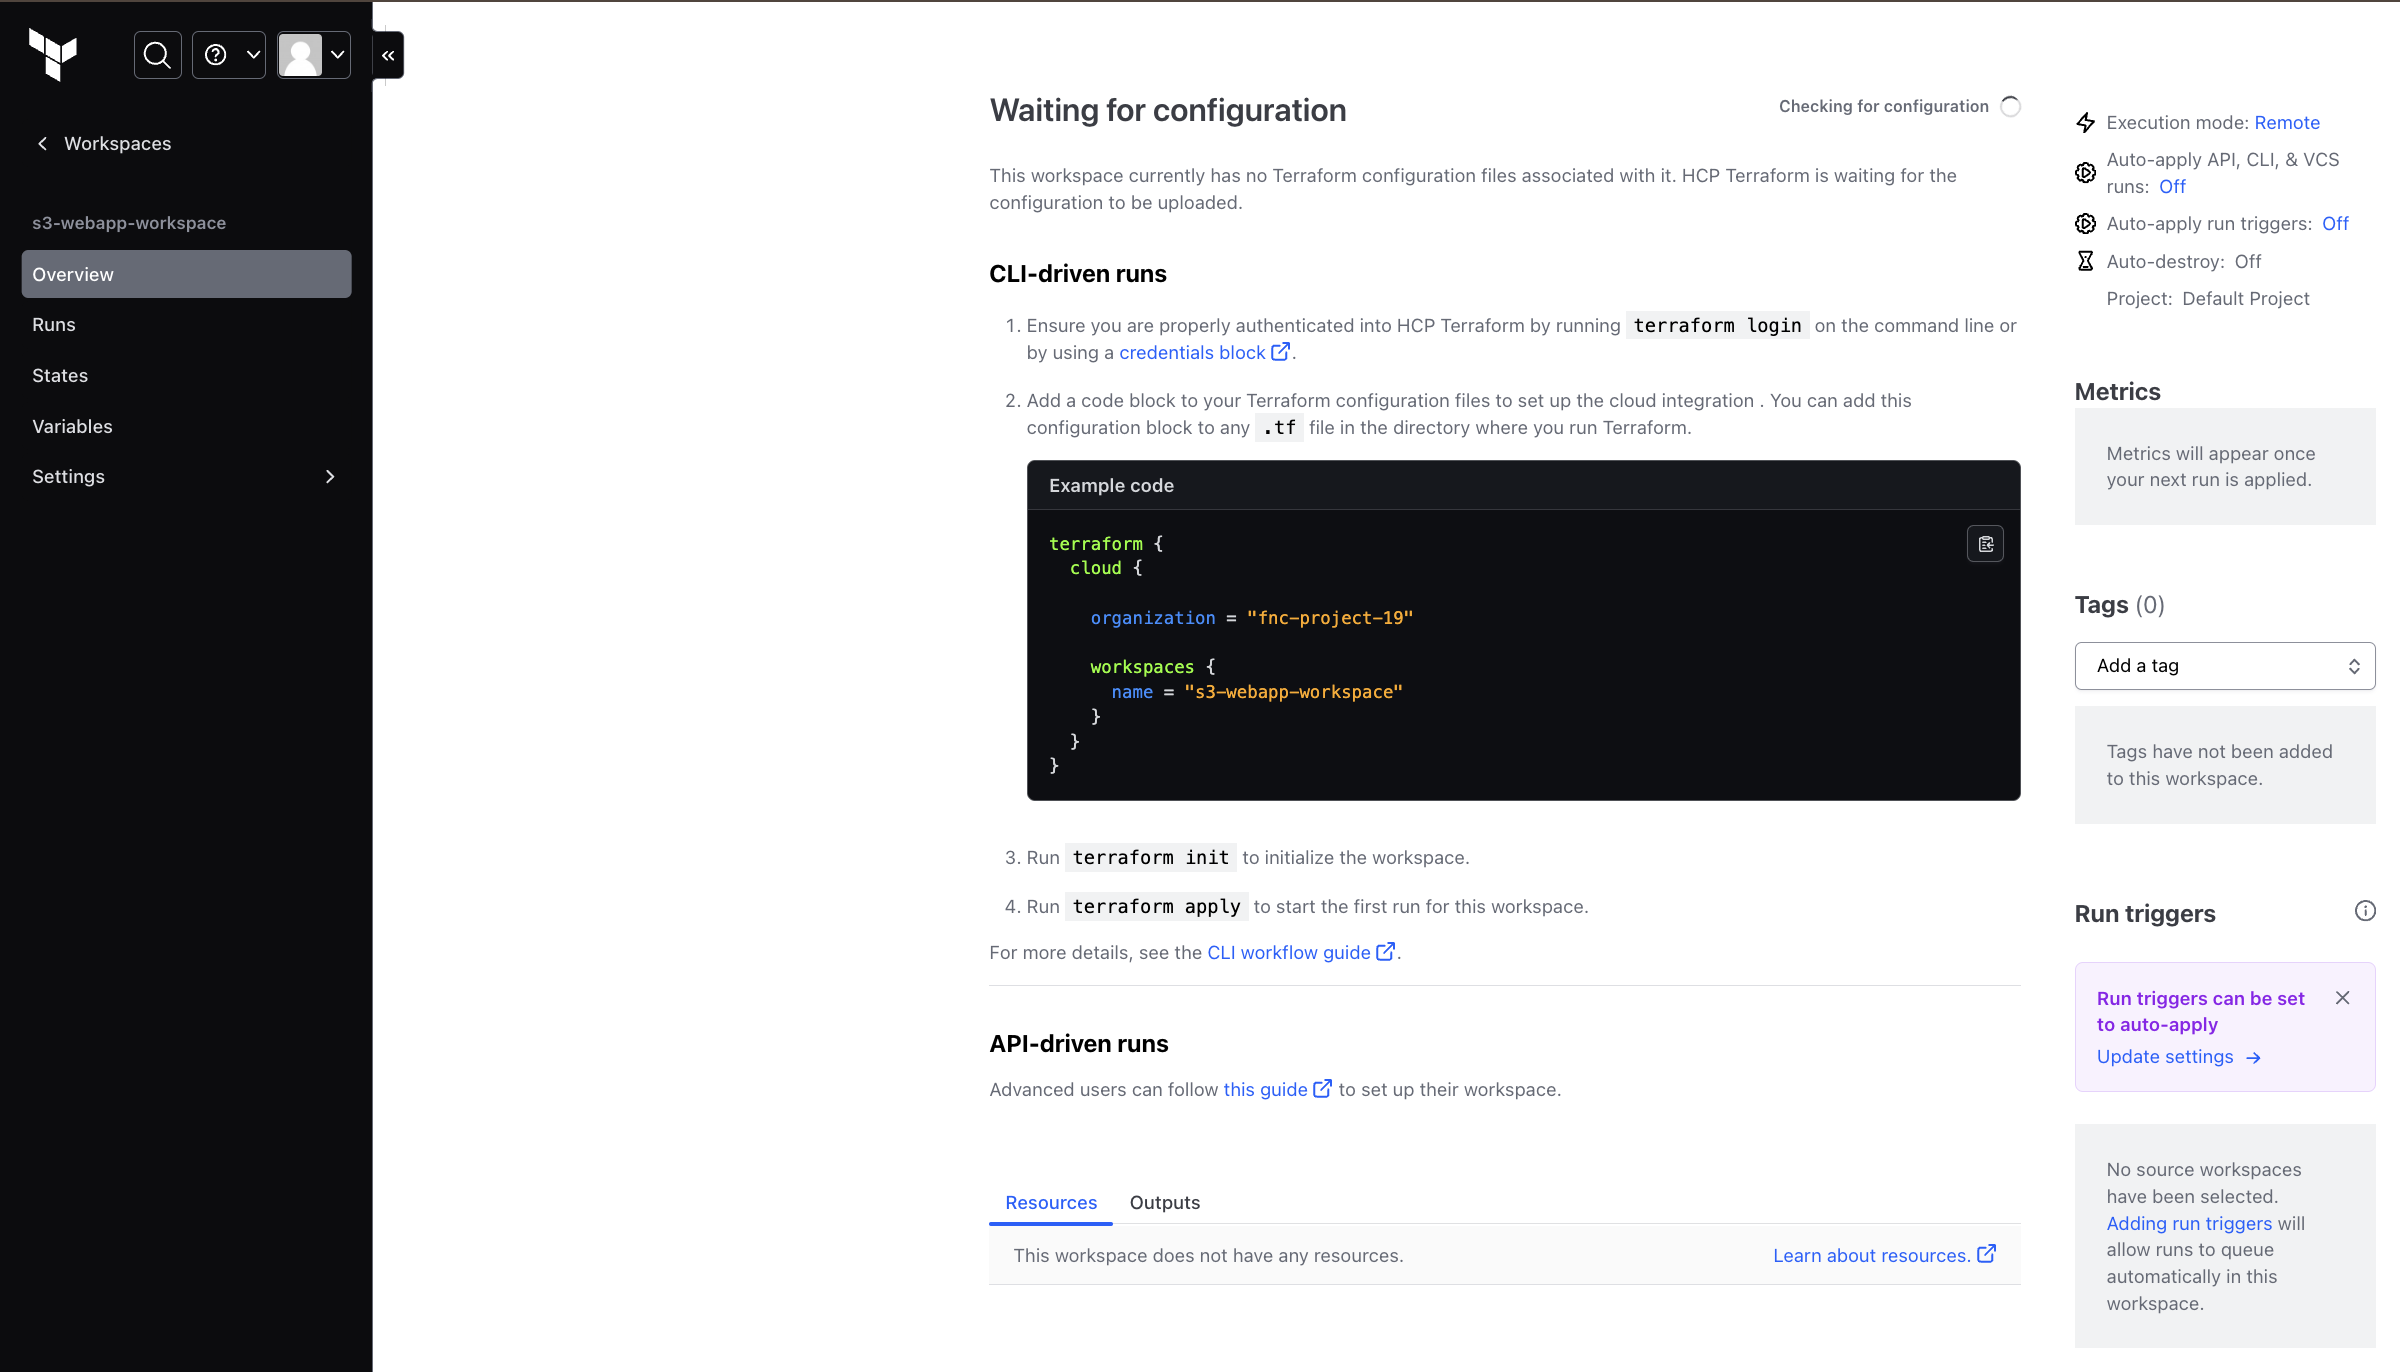 Workspaces
s3-webapp-workspace
Overview
Runs
States
Variables
Settings
Waiting for configuration
Checking for configuration
This workspace currently has no Terraform configuration files associated with it. HCP Terraform is waiting for the
configuration to be uploaded.
CLI-driven runs
1. Ensure you are properly authenticated into HCP Terraform by running terraform login on the command line or
by using a credentials block.
2. Add a code block to your Terraform configuration files to set up the cloud integration . You can add this
configuration block to any .tf file in the directory where you run Terraform.
Example code
terraform {
cloud {
organization = "fnc-project-19"
workspaces {
name = "s3-webapp-workspace"
}
}
}
3. Run terraform init to initialize the workspace.
4. Run terraform apply to start the first run for this workspace.
For more details, see the CLI workflow guide.
API-driven runs
Advanced users can follow this guide to set up their workspace.
Resources Outputs
This workspace does not have any resources. Learn about resources.
Execution mode: Remote
Auto-apply API, CLI, & VCS
runs: Off
Auto-apply run triggers: Off
Auto-destroy: Off
Project: Default Project
Metrics
Metrics will appear once
your next run is applied.
Tags (0)
Add a tag
Tags have not been added
to this workspace.
Run triggers
Run triggers can be set
to auto-apply
Update settings
No source workspaces
have been selected.
Adding run triggers will
allow runs to queue
automatically in this
workspace.